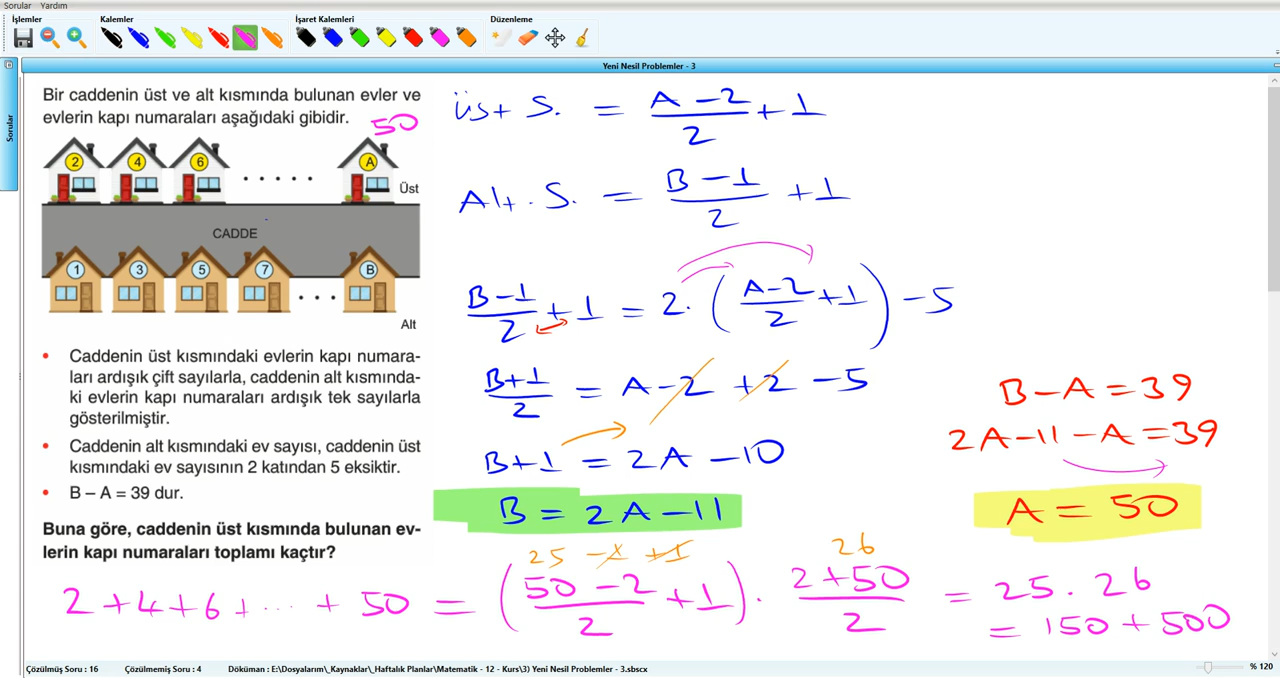 Sorular Yardım
İşlemler Kalemler İşaret Kalemleri Düzenleme
Yeni Nesil Problemler - 3
Sorular
Bir caddenin üst ve alt kısmında bulunan evler ve
evlerin kapı numaraları aşağıdaki gibidir.
50
2 4 6 ..... A
Üst
CADDE
1 3 5 7 ... B
Alt
• Caddenin üst kısmındaki evlerin kapı numara-
ları ardışık çift sayılarla, caddenin alt kısmında-
ki evlerin kapı numaraları ardışık tek sayılarla
gösterilmiştir.
• Caddenin alt kısmındaki ev sayısı, caddenin üst
kısmındaki ev sayısının 2 katından 5 eksiktir.
• B – A = 39 dur.
Buna göre, caddenin üst kısmında bulunan ev-
lerin kapı numaraları toplamı kaçtır?
üst S. = (A-2)/2 + 1
Alt. S. = (B-1)/2 + 1
(B-1)/2 + 1 = 2. ((A-2)/2 + 1) - 5
(B+1)/2 = A - 2 + 2 - 5
B+1 = 2A - 10
B = 2A - 11
B - A = 39
2A - 11 - A = 39
A = 50
25 -1 +1 26
2 + 4 + 6 + ... + 50 = ((50 - 2)/2 + 1) . (2 + 50)/2 = 25 . 26
= 150 + 500
Çözülmüş Soru : 16 Çözülmemiş Soru : 4 Döküman : E:\Dosyalarım\_Kaynaklar\_Haftalık Planlar\Matematik - 12 - Kurs\3) Yeni Nesil Problemler - 3.sbscx % 120